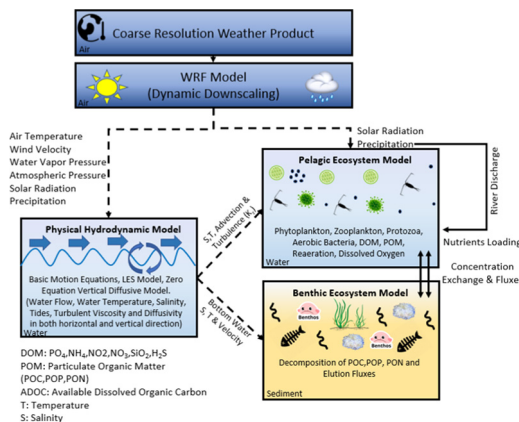 Coarse Resolution Weather Product
Air
WRF Model
(Dynamic Downscaling)
Air
Air Temperature
Wind Velocity
Water Vapor Pressure
Atmospheric Pressure
Solar Radiation
Precipitation
Solar Radiation
Precipitation
River Discharge
Nutrients Loading
Pelagic Ecosystem Model
Phytoplankton, Zooplankton, Protozoa,
Aerobic Bacteria, DOM, POM,
Reaeration, Dissolved Oxygen
Water
S,T, Advection &
Turbulence (Kz)
Physical Hydrodynamic Model
Basic Motion Equations, LES Model, Zero
Equation Vertical Diffusive Model.
(Water Flow, Water Temperature, Salinity,
Tides, Turbulent Viscosity and Diffusivity
in both horizontal and vertical direction)
Water
Bottom Water
S, T & Velocity
Concentration
Exchange & Fluxe
Benthic Ecosystem Model
Benthos
Benthos
Decomposition of POC,POP, PON and
Elution Fluxes
Sediment
DOM: PO4,NH4,NO2,NO3,SiO2,H2S
POM: Particulate Organic Matter
(POC,POP,PON)
ADOC: Available Dissolved Organic Carbon
T: Temperature
S: Salinity